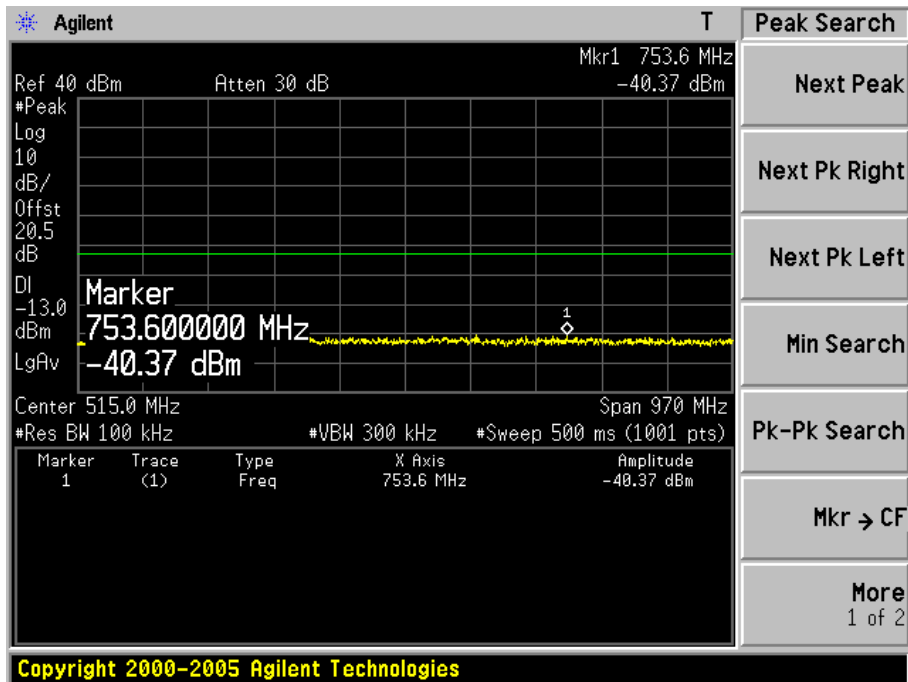 Agilent T Peak Search
Mkr1 753.6 MHz
Ref 40 dBm Atten 30 dB −40.37 dBm
#Peak
Log
10
dB/
Offst
20.5
dB
DI
−13.0
dBm
LgAv
Marker
753.600000 MHz
−40.37 dBm
1
Center 515.0 MHz Span 970 MHz
#Res BW 100 kHz #VBW 300 kHz #Sweep 500 ms (1001 pts)
Marker Trace Type X Axis Amplitude
1 (1) Freq 753.6 MHz −40.37 dBm
Next Peak
Next Pk Right
Next Pk Left
Min Search
Pk−Pk Search
Mkr → CF
More
1 of 2
Copyright 2000−2005 Agilent Technologies